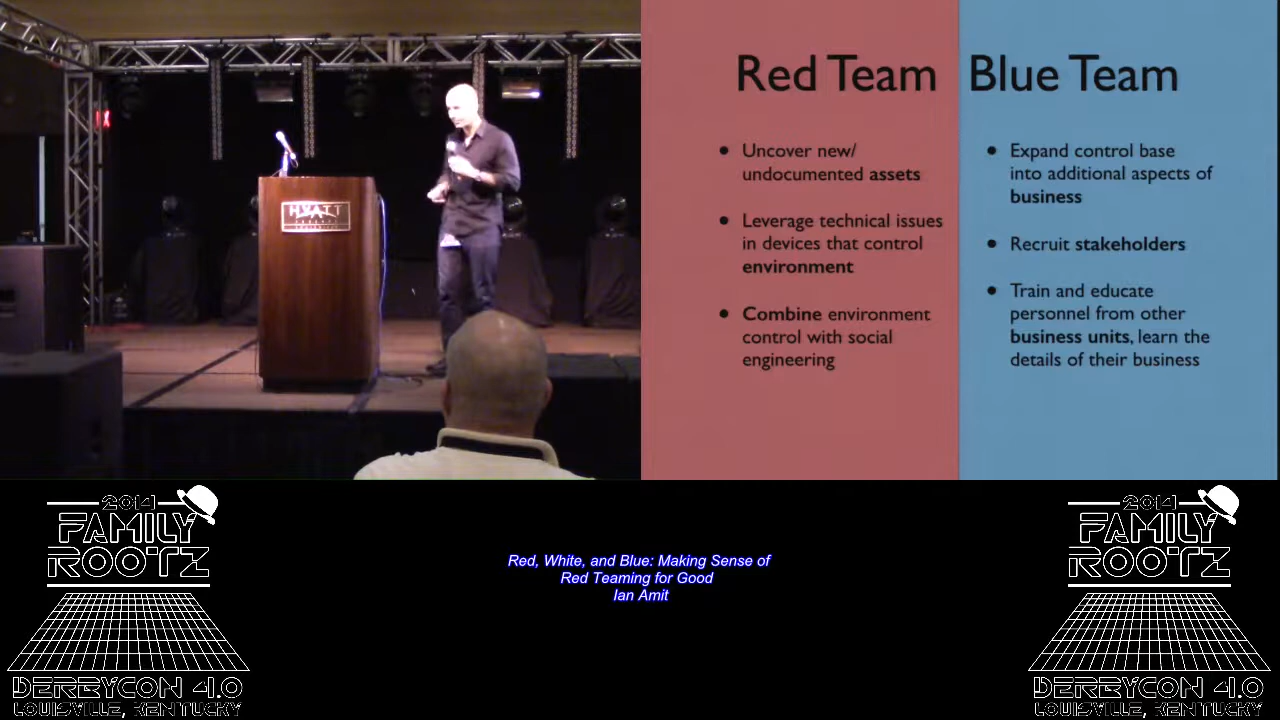 Red Team
Blue Team
Uncover new/
undocumented assets
Leverage technical issues
in devices that control
environment
Combine environment
control with social
engineering
Expand control base
into additional aspects of
business
Recruit stakeholders
Train and educate
personnel from other
business units, learn the
details of their business
HYATT
2014
FAMILY
ROOTZ
DERBYCON 4.0
LOUISVILLE, KENTUCKY
Red, White, and Blue: Making Sense of
Red Teaming for Good
Ian Amit
2014
FAMILY
ROOTZ
DERBYCON 4.0
LOUISVILLE, KENTUCKY